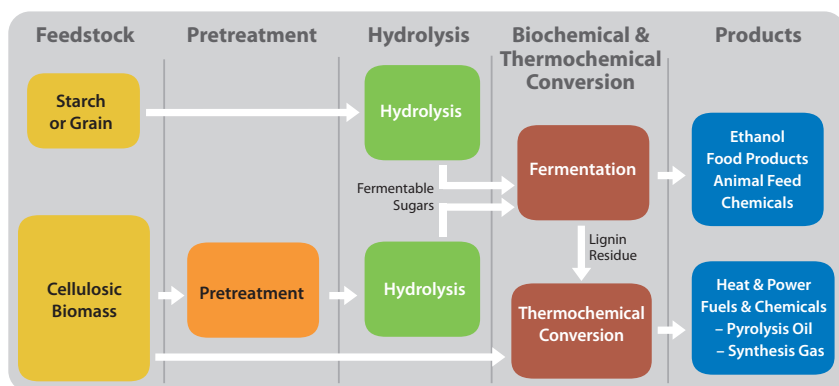 Feedstock
Pretreatment
Hydrolysis
Biochemical &
Thermochemical
Conversion
Products
Starch
or Grain
Hydrolysis
Fermentable
Sugars
Fermentation
Ethanol
Food Products
Animal Feed
Chemicals
Lignin
Residue
Cellulosic
Biomass
Pretreatment
Hydrolysis
Thermochemical
Conversion
Heat & Power
Fuels & Chemicals
– Pyrolysis Oil
– Synthesis Gas